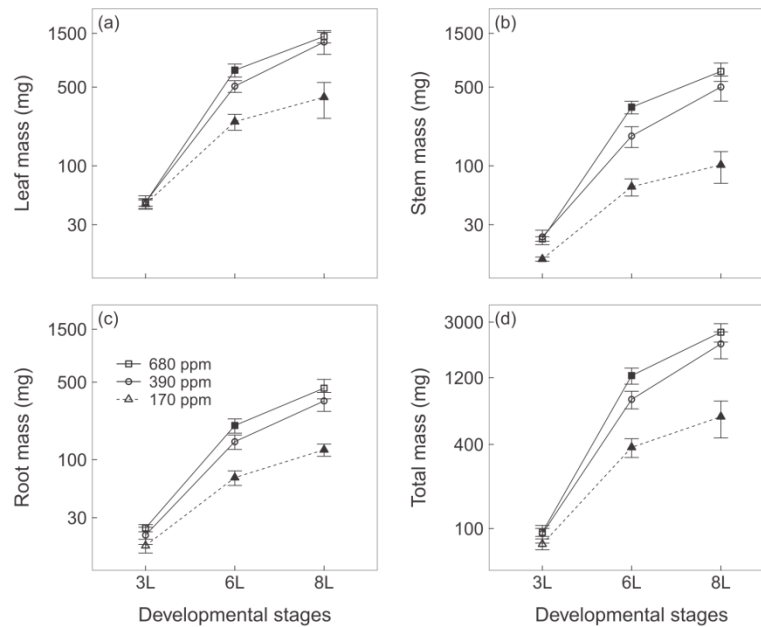 (a)
Leaf mass (mg)
1500
500
100
30
(b)
Stem mass (mg)
1500
500
100
30
(c)
Root mass (mg)
1500
500
100
30
680 ppm
390 ppm
170 ppm
3L 6L 8L
Developmental stages
(d)
Total mass (mg)
3000
1200
400
100
3L 6L 8L
Developmental stages